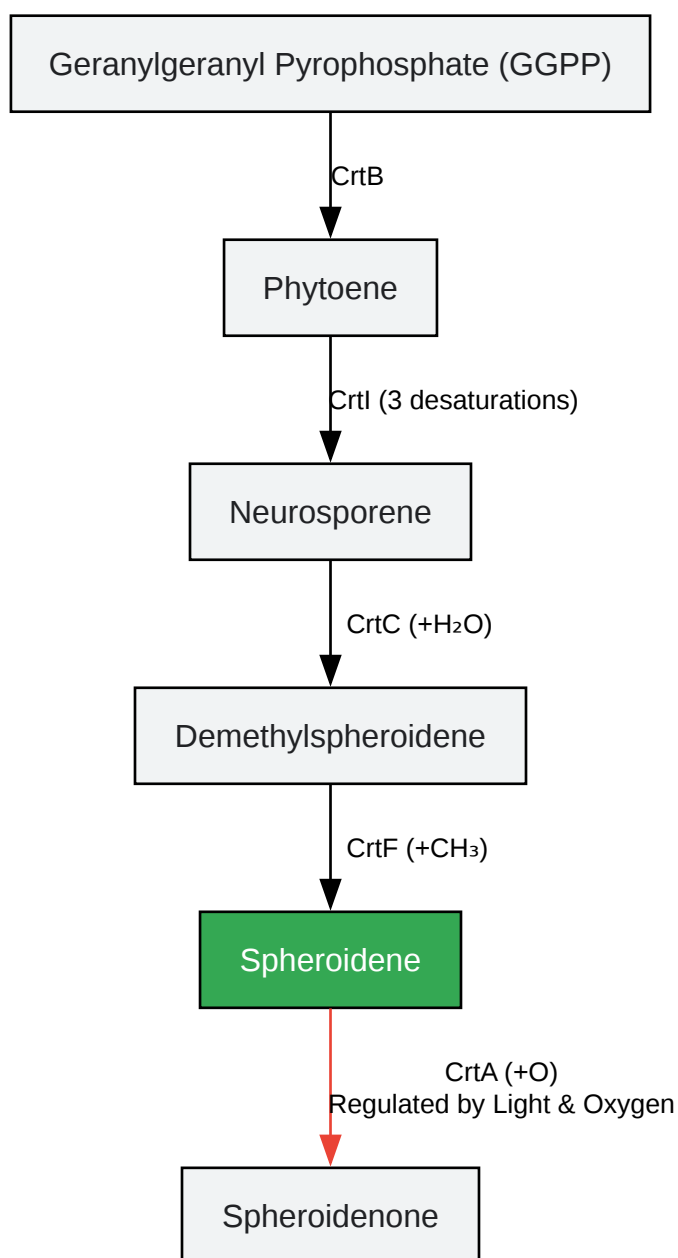 Geranylgeranyl Pyrophosphate (GGPP)
CrtB
Phytoene
CrtI (3 desaturations)
Neurosporene
CrtC (+H₂O)
Demethylspheroidene
CrtF (+CH₃)
Spheroidene
CrtA (+O)
Regulated by Light & Oxygen
Spheroidenone